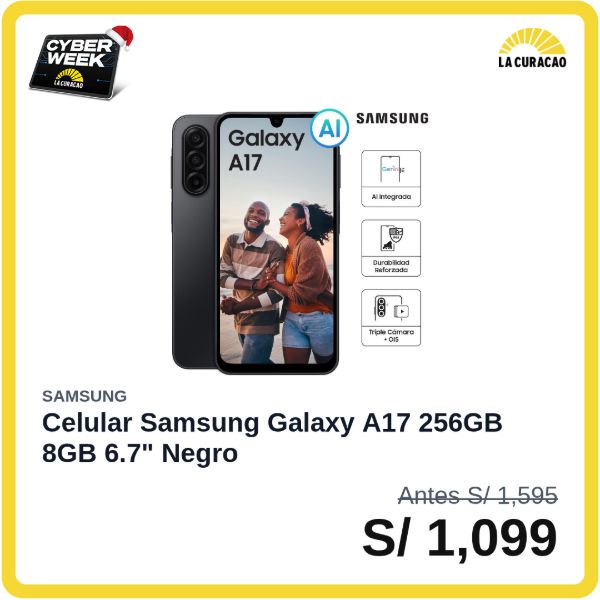 CYBER
WEEK
LA CURACAO
LA CURACAO
Galaxy
A17
AI
SAMSUNG
Gemini
AI Integrada
Durabilidad
Reforzada
Triple Cámara
+ OIS
SAMSUNG
Celular Samsung Galaxy A17 256GB
8GB 6.7" Negro
Antes S/ 1,595
S/ 1,099